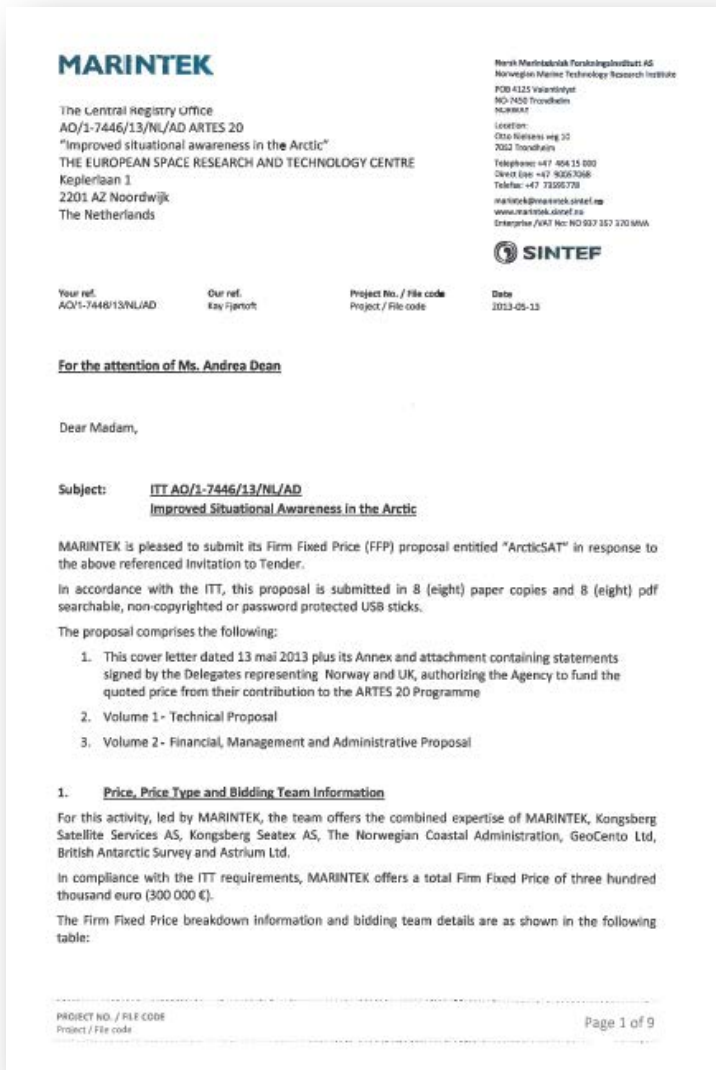 MARINTEK
Norsk Marinteknisk Forskningsinstitutt AS
Norwegian Marine Technology Research Institute
POB 4125 Valentinlyst
NO-7450 Trondheim
NORWAY
Location:
Otto Nielsens veg 10
7052 Trondheim
Telephone: +47 464 15 000
Direct line: +47 90057068
Telefax: +47 73595778
marintek@marintek.sintef.no
www.marintek.sintef.no
Enterprise /VAT No: NO 937 357 370 MVA
SINTEF
The Central Registry Office
AO/1-7446/13/NL/AD ARTES 20
"Improved situational awareness in the Arctic"
THE EUROPEAN SPACE RESEARCH AND TECHNOLOGY CENTRE
Keplerlaan 1
2201 AZ Noordwijk
The Netherlands
Your ref. Our ref. Project No. / File code Date
AO/1-7446/13/NL/AD Kay Fjørtoft Project / File code 2013-05-13
For the attention of Ms. Andrea Dean
Dear Madam,
Subject: ITT AO/1-7446/13/NL/AD
Improved Situational Awareness in the Arctic
MARINTEK is pleased to submit its Firm Fixed Price (FFP) proposal entitled "ArcticSAT" in response to
the above referenced Invitation to Tender.
In accordance with the ITT, this proposal is submitted in 8 (eight) paper copies and 8 (eight) pdf
searchable, non-copyrighted or password protected USB sticks.
The proposal comprises the following:
1. This cover letter dated 13 mai 2013 plus its Annex and attachment containing statements
signed by the Delegates representing Norway and UK, authorizing the Agency to fund the
quoted price from their contribution to the ARTES 20 Programme
2. Volume 1 - Technical Proposal
3. Volume 2 - Financial, Management and Administrative Proposal
1. Price, Price Type and Bidding Team Information
For this activity, led by MARINTEK, the team offers the combined expertise of MARINTEK, Kongsberg
Satellite Services AS, Kongsberg Seatex AS, The Norwegian Coastal Administration, GeoCento Ltd,
British Antarctic Survey and Astrium Ltd.
In compliance with the ITT requirements, MARINTEK offers a total Firm Fixed Price of three hundred
thousand euro (300 000 €).
The Firm Fixed Price breakdown information and bidding team details are as shown in the following
table:
PROJECT NO. / FILE CODE
Project / File code
Page 1 of 9